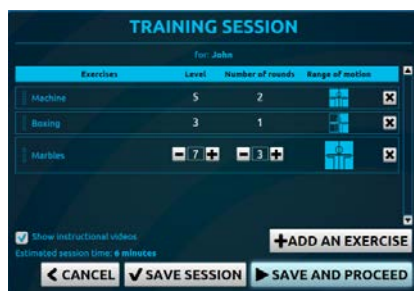 TRAINING SESSION
for: John
Exercises Level Number of rounds Range of motion
Machine 5 2
Boxing 3 1
Marbles 7 3
Show instructional videos
Estimated session time: 6 minutes
ADD AN EXERCISE
CANCEL SAVE SESSION SAVE AND PROCEED